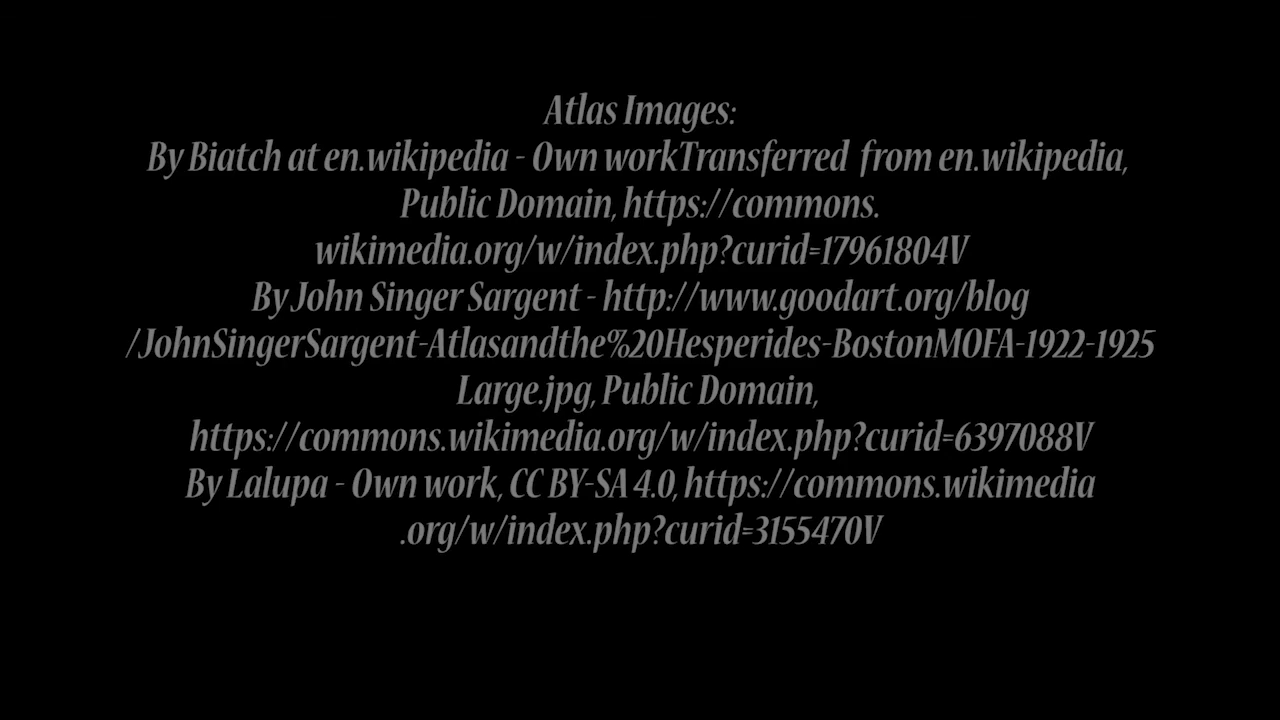 Atlas Images:
By Biatch at en.wikipedia - Own workTransferred  from en.wikipedia,
Public Domain, https://commons.
wikimedia.org/w/index.php?curid=17961804V
By John Singer Sargent - http://www.goodart.org/blog
/JohnSingerSargent-Atlasandthe%20Hesperides-BostonMOFA-1922-1925
Large.jpg, Public Domain,
https://commons.wikimedia.org/w/index.php?curid=6397088V
By Lalupa - Own work, CC BY-SA 4.0, https://commons.wikimedia
.org/w/index.php?curid=3155470V